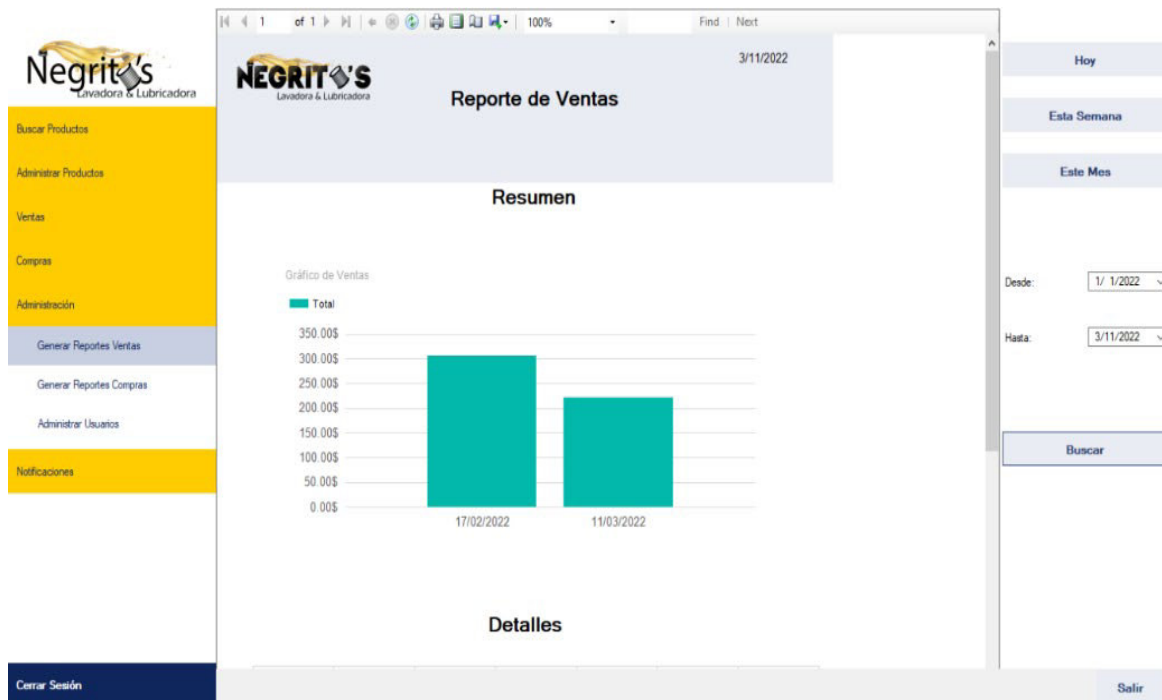 Negrito's
Lavadora & Lubricadora
Buscar Productos
Administrar Productos
Ventas
Compras
Administración
Generar Reportes Ventas
Generar Reportes Compras
Administrar Usuarios
Notificaciones
Cerrar Sesión
1 of 1 100% Find | Next
NEGRITO'S
Lavadora & Lubricadora
3/11/2022
Reporte de Ventas
Resumen
Gráfico de Ventas
Total
350.00$
300.00$
250.00$
200.00$
150.00$
100.00$
50.00$
0.00$
17/02/2022 11/03/2022
Detalles
Hoy
Esta Semana
Este Mes
Desde: 1/ 1/2022
Hasta: 3/11/2022
Buscar
Salir